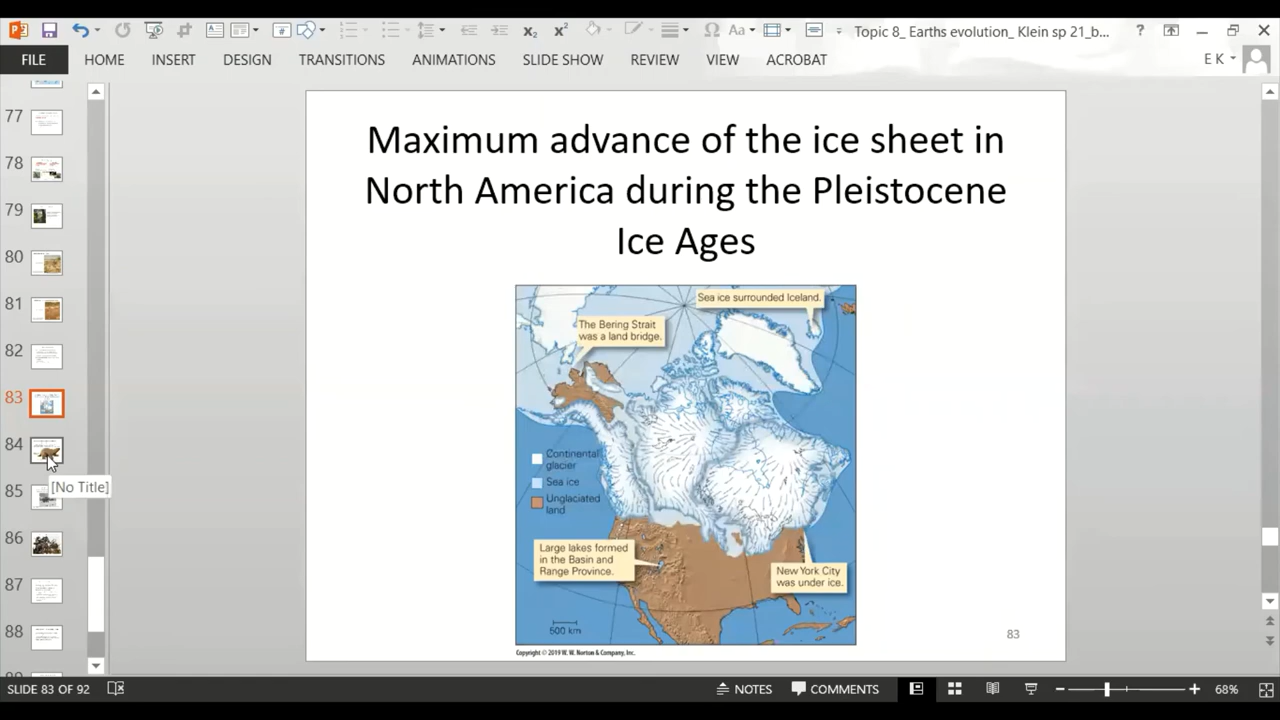 Topic 8_ Earths evolution_ Klein sp 21_b...
?
FILE
HOME
INSERT
DESIGN
TRANSITIONS
ANIMATIONS
SLIDE SHOW
REVIEW
VIEW
ACROBAT
E K
77
78
79
80
81
82
83
84
[No Title]
85
86
87
88
Maximum advance of the ice sheet in
North America during the Pleistocene
Ice Ages
Sea ice surrounded Iceland.
The Bering Strait
was a land bridge.
Continental
glacier
Sea ice
Unglaciated
land
Large lakes formed
in the Basin and
Range Province.
New York City
was under ice.
500 km
Copyright © 2019 W. W. Norton & Company, Inc.
83
SLIDE 83 OF 92
NOTES
COMMENTS
68%